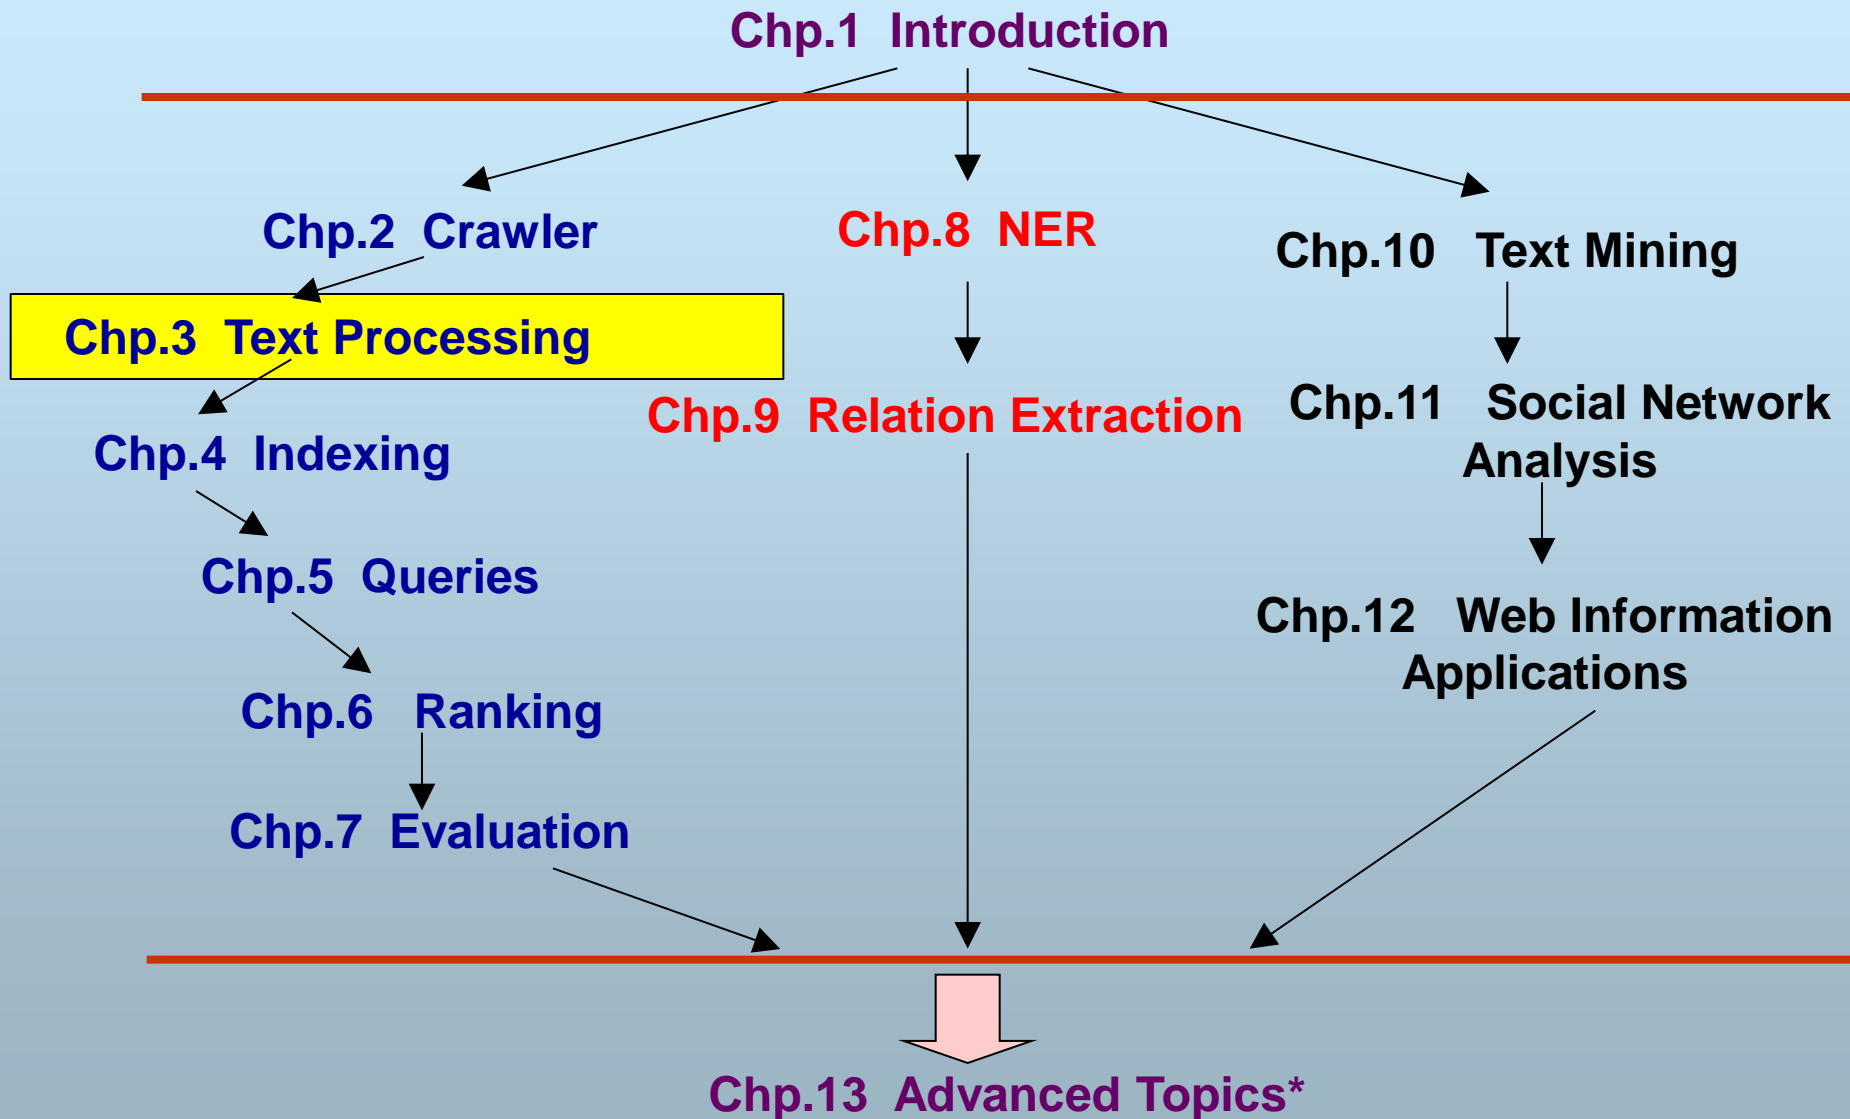 Chp.1 Introduction
Chp.2 Crawler
Chp.3 Text Processing
Chp.4 Indexing
Chp.5 Queries
Chp.6 Ranking
Chp.7 Evaluation
Chp.8 NER
Chp.9 Relation Extraction
Chp.10 Text Mining
Chp.11 Social Network
Analysis
Chp.12 Web Information
Applications
Chp.13 Advanced Topics*